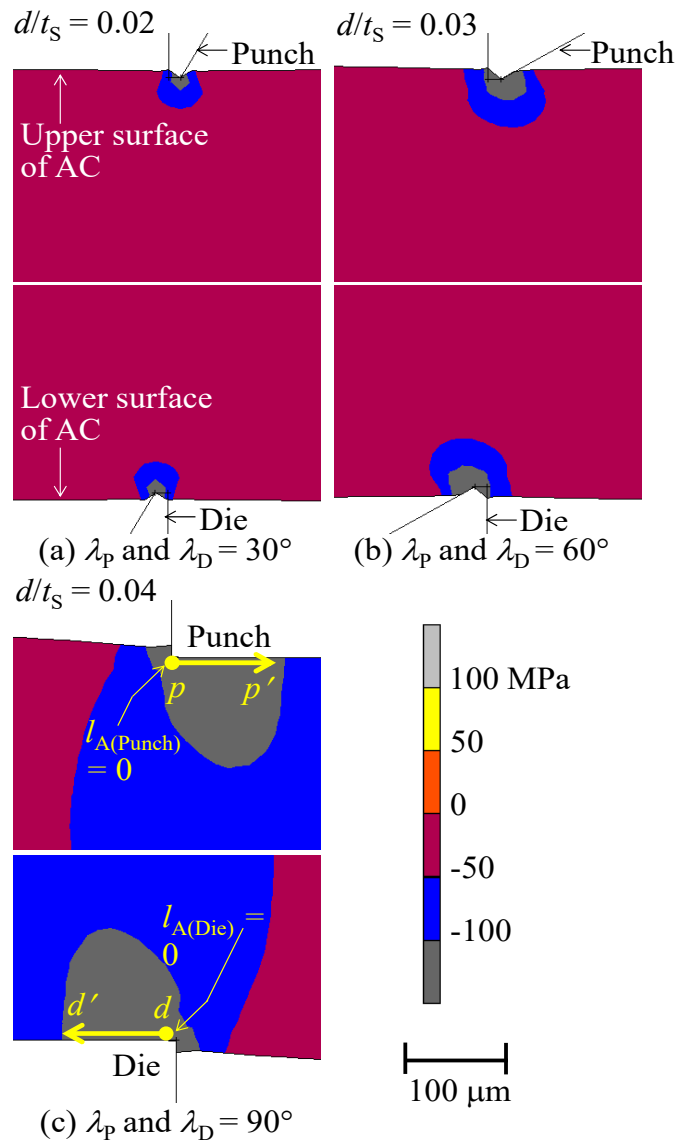 d/tS = 0.02
Punch
Upper surface
of AC
Lower surface
of AC
Die
(a) λP and λD = 30°
d/tS = 0.03
Punch
Die
(b) λP and λD = 60°
d/tS = 0.04
Punch
p
p′
lA(Punch)
= 0
lA(Die) =
0
d′
d
Die
(c) λP and λD = 90°
100 MPa
50
0
-50
-100
100 µm